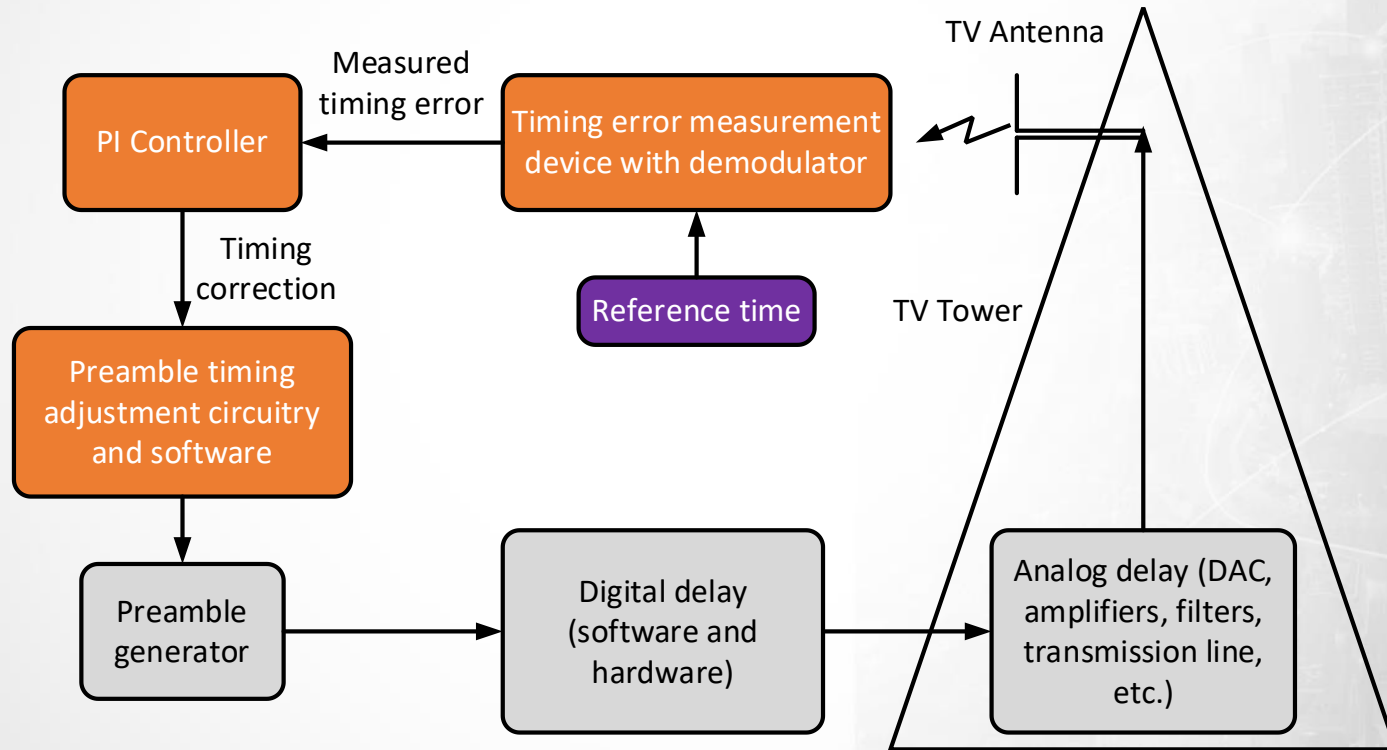 TV Antenna
Measured
timing error
PI Controller
Timing error measurement
device with demodulator
Timing
correction
Reference time
TV Tower
Preamble timing
adjustment circuitry
and software
Preamble
generator
Digital delay
(software and
hardware)
Analog delay (DAC,
amplifiers, filters,
transmission line,
etc.)